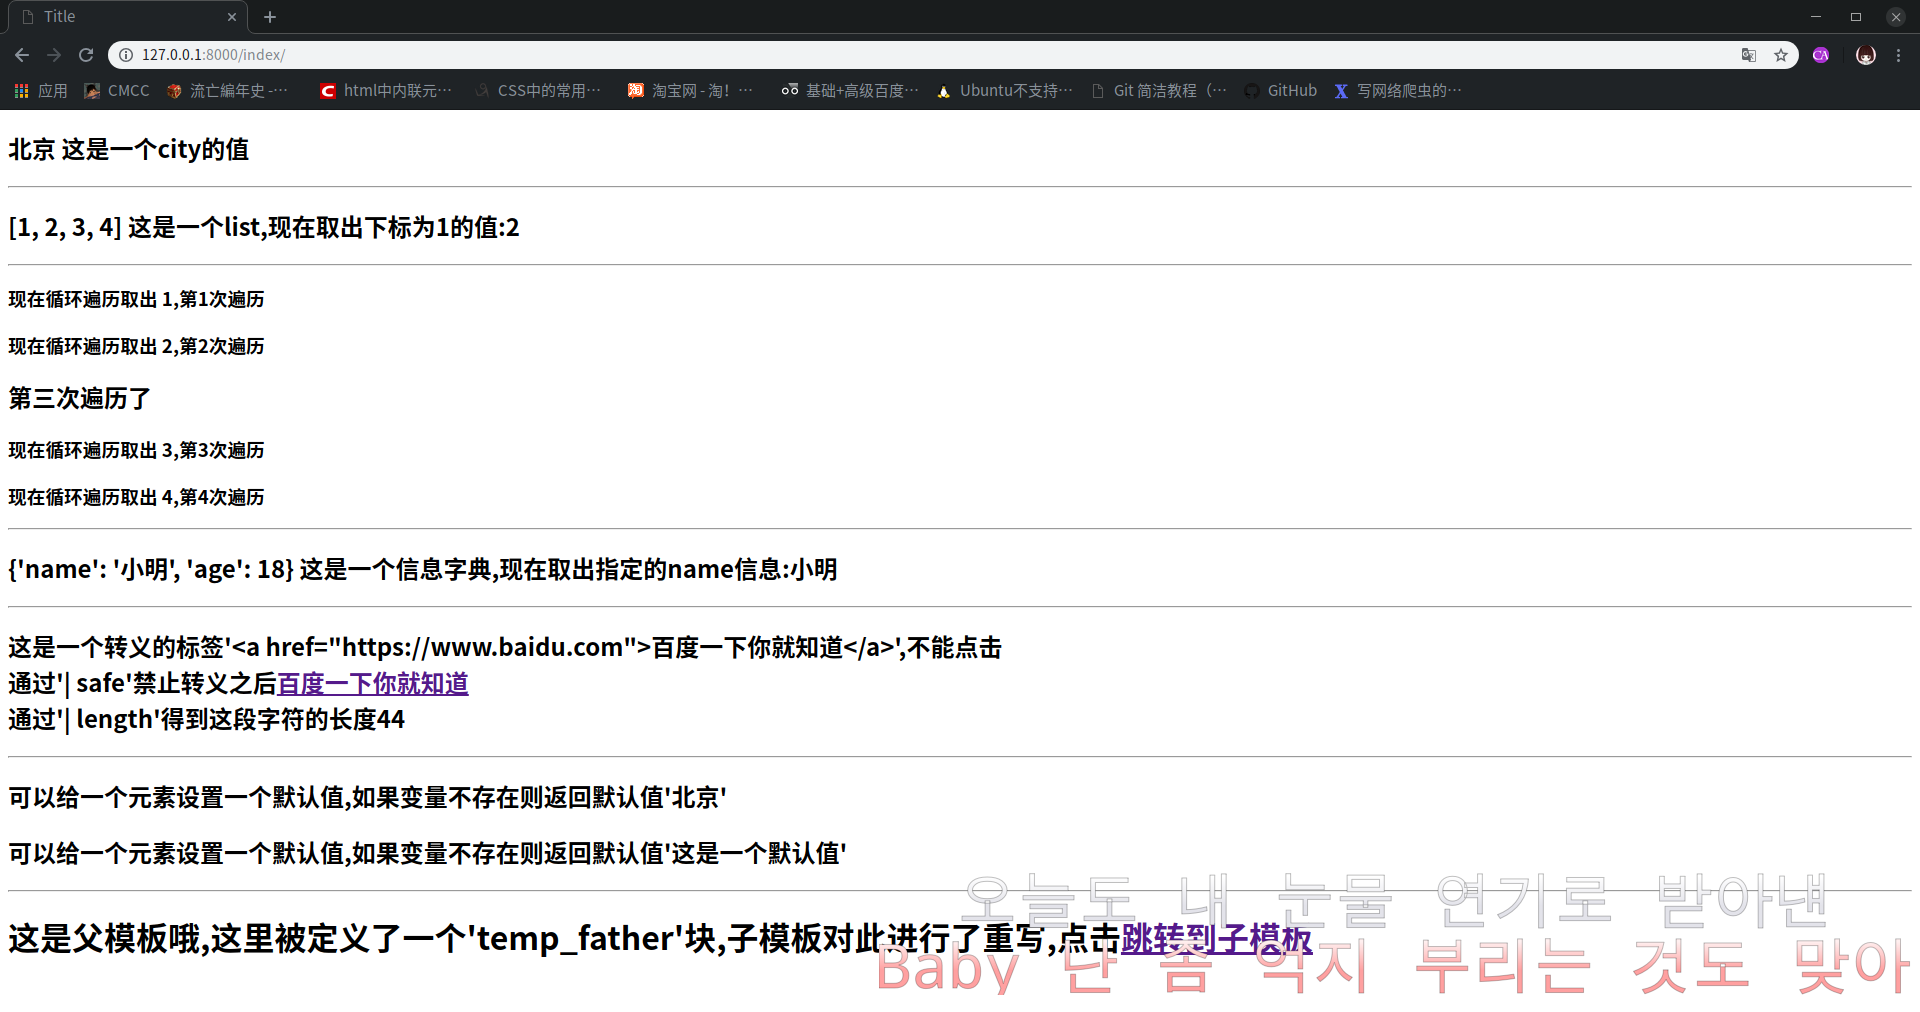 Title
127.0.0.1:8000/index/
应用 CMCC 流亡編年史 -… html中内联元… CSS中的常用… 淘宝网 - 淘！… 基础+高级百度… Ubuntu不支持… Git 简洁教程（… GitHub 写网络爬虫的…
北京 这是一个city的值
[1, 2, 3, 4] 这是一个list,现在取出下标为1的值:2
现在循环遍历取出 1,第1次遍历
现在循环遍历取出 2,第2次遍历
第三次遍历了
现在循环遍历取出 3,第3次遍历
现在循环遍历取出 4,第4次遍历
{'name': '小明', 'age': 18} 这是一个信息字典,现在取出指定的name信息:小明
这是一个转义的标签'<a href="https://www.baidu.com">百度一下你就知道</a>',不能点击
通过'| safe'禁止转义之后百度一下你就知道
通过'| length'得到这段字符的长度44
可以给一个元素设置一个默认值,如果变量不存在则返回默认值'北京'
可以给一个元素设置一个默认值,如果变量不存在则返回默认值'这是一个默认值'
오늘도 내 눈물 연기로 받아낸
这是父模板哦,这里被定义了一个'temp_father'块,子模板对此进行了重写,点击跳转到子模板
Baby 난 좀 억지 부리는 것도 맞아